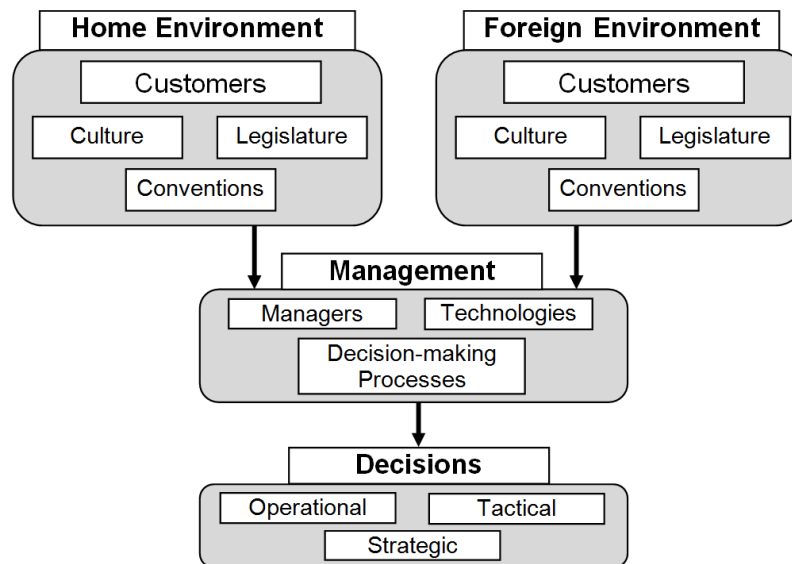 Home Environment
Customers
Culture
Legislature
Conventions
Foreign Environment
Customers
Culture
Legislature
Conventions
Management
Managers
Technologies
Decision-making
Processes
Decisions
Operational
Tactical
Strategic